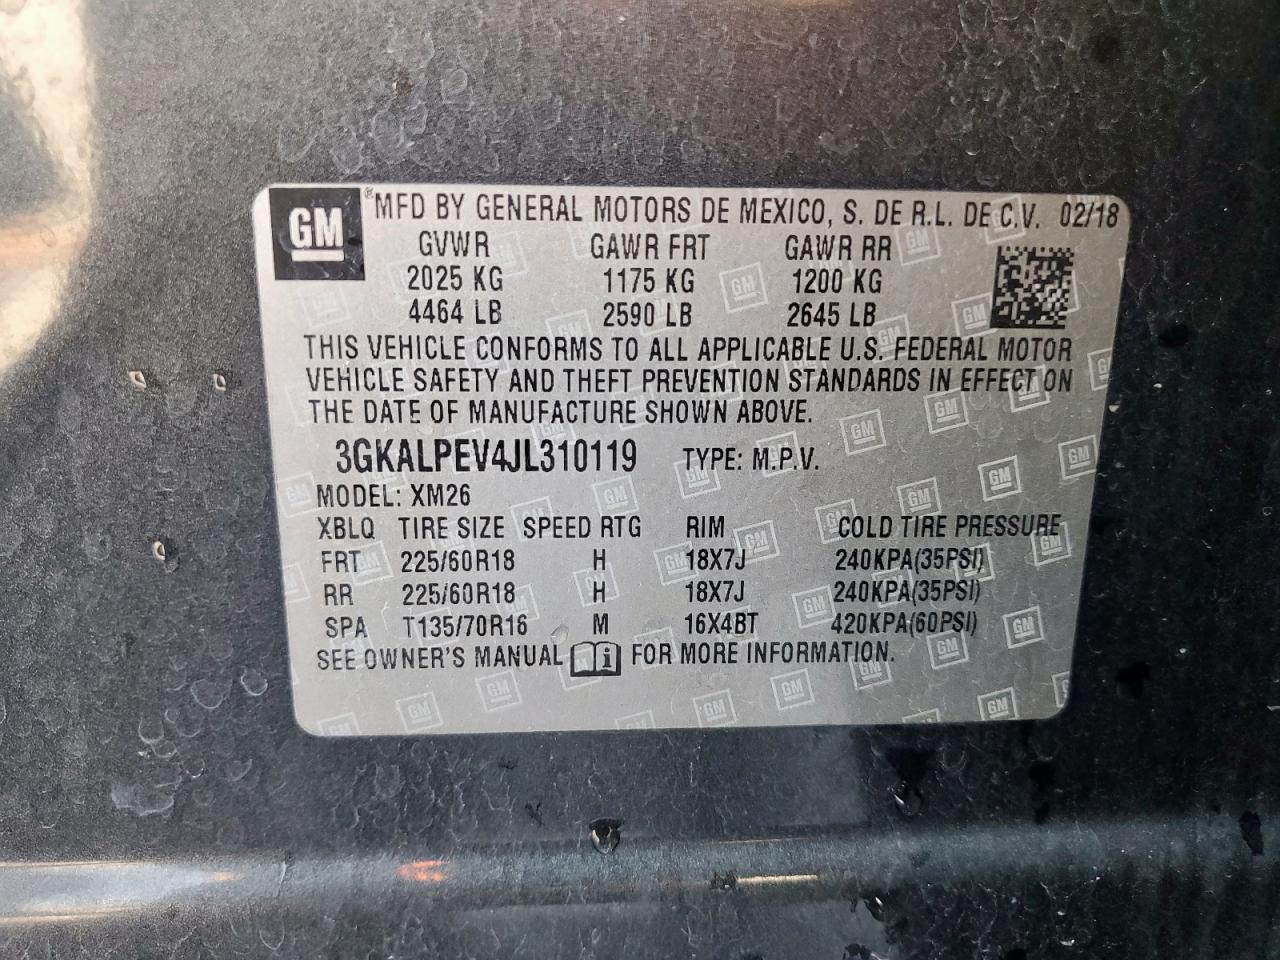 GM ® MFD BY GENERAL MOTORS DE MEXICO, S. DE R.L. DE C.V. 02/18
GVWR GAWR FRT GAWR RR
2025 KG 1175 KG 1200 KG
4464 LB 2590 LB 2645 LB
THIS VEHICLE CONFORMS TO ALL APPLICABLE U.S. FEDERAL MOTOR
VEHICLE SAFETY AND THEFT PREVENTION STANDARDS IN EFFECT ON
THE DATE OF MANUFACTURE SHOWN ABOVE.
3GKALPEV4JL310119 TYPE: M.P.V.
MODEL: XM26
XBLQ TIRE SIZE SPEED RTG RIM COLD TIRE PRESSURE
FRT 225/60R18 H 18X7J 240KPA(35PSI)
RR 225/60R18 H 18X7J 240KPA(35PSI)
SPA T135/70R16 M 16X4BT 420KPA(60PSI)
SEE OWNER'S MANUAL i FOR MORE INFORMATION.